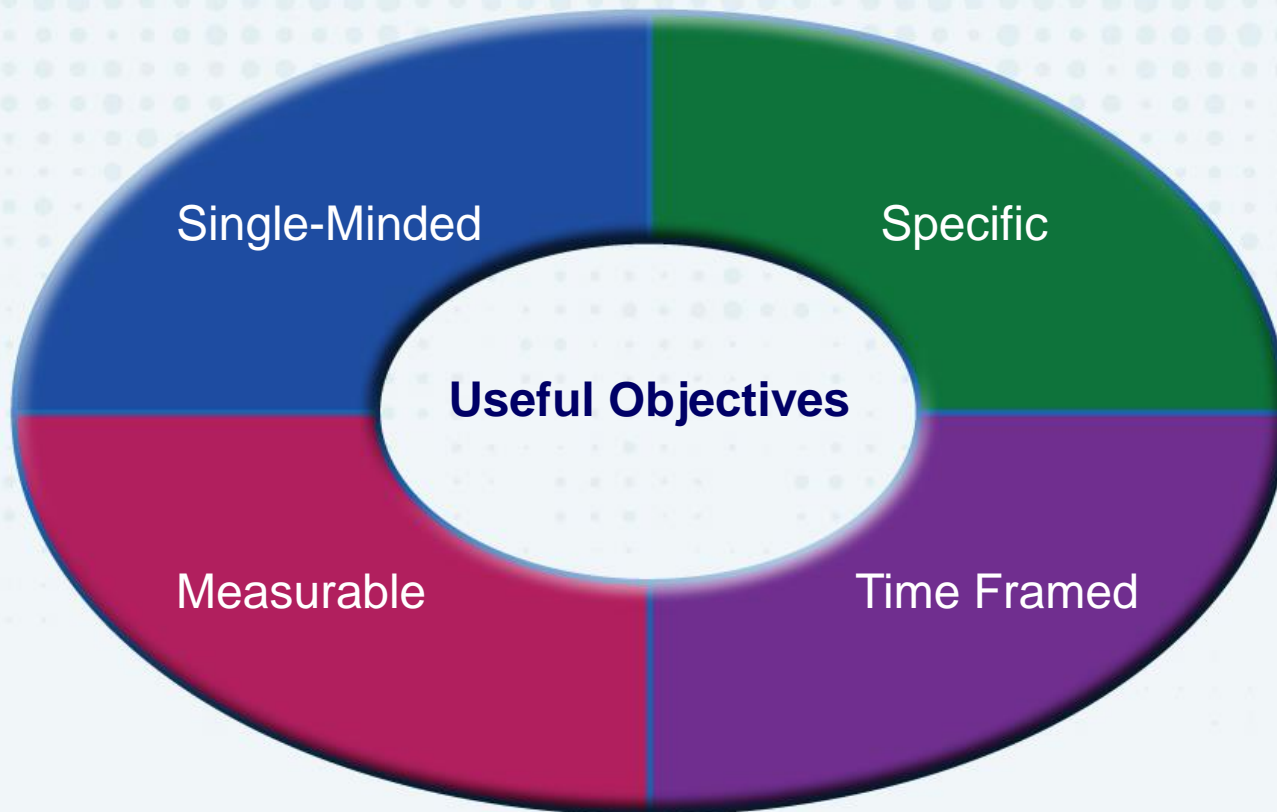 Single-Minded
Specific
Useful Objectives
Measurable
Time Framed